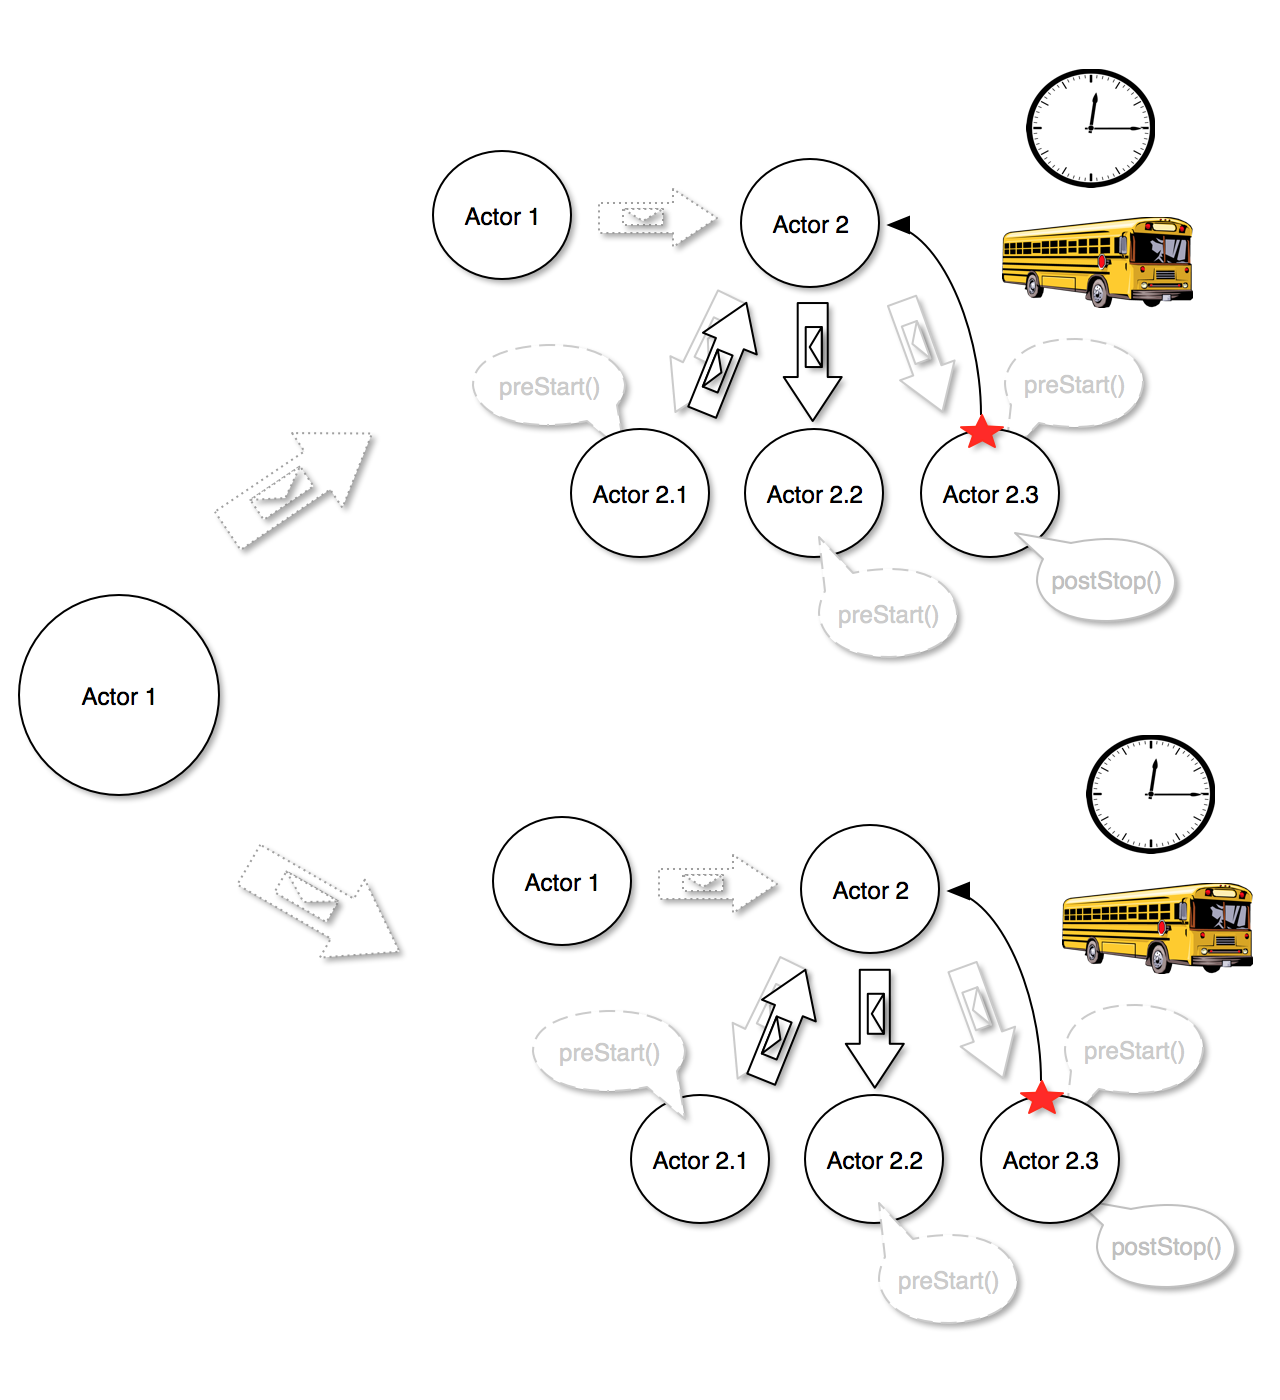 Actor 1
Actor 2
preStart()
preStart()
Actor 2.1
Actor 2.2
Actor 2.3
postStop()
preStart()
Actor 1
Actor 1
Actor 2
preStart()
preStart()
Actor 2.1
Actor 2.2
Actor 2.3
postStop()
preStart()